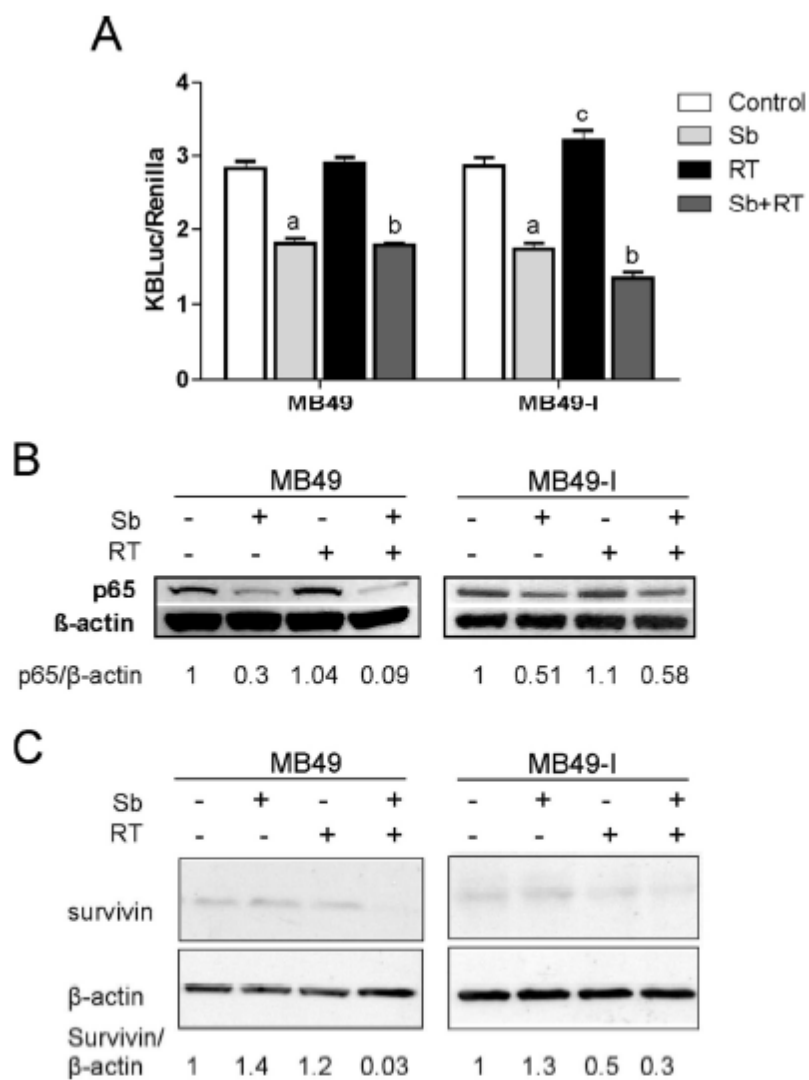 A
KBLuc/Renilla
4
3
2
1
0
a
b
a
c
b
MB49
MB49-I
Control
Sb
RT
Sb+RT
B
MB49
MB49-I
Sb - + - + - + - +
RT - - + + - - + +
p65
ß-actin
p65/β-actin 1 0.3 1.04 0.09 1 0.51 1.1 0.58
C
MB49
MB49-I
Sb - + - + - + - +
RT - - + + - - + +
survivin
β-actin
Survivin/
β-actin 1 1.4 1.2 0.03 1 1.3 0.5 0.3